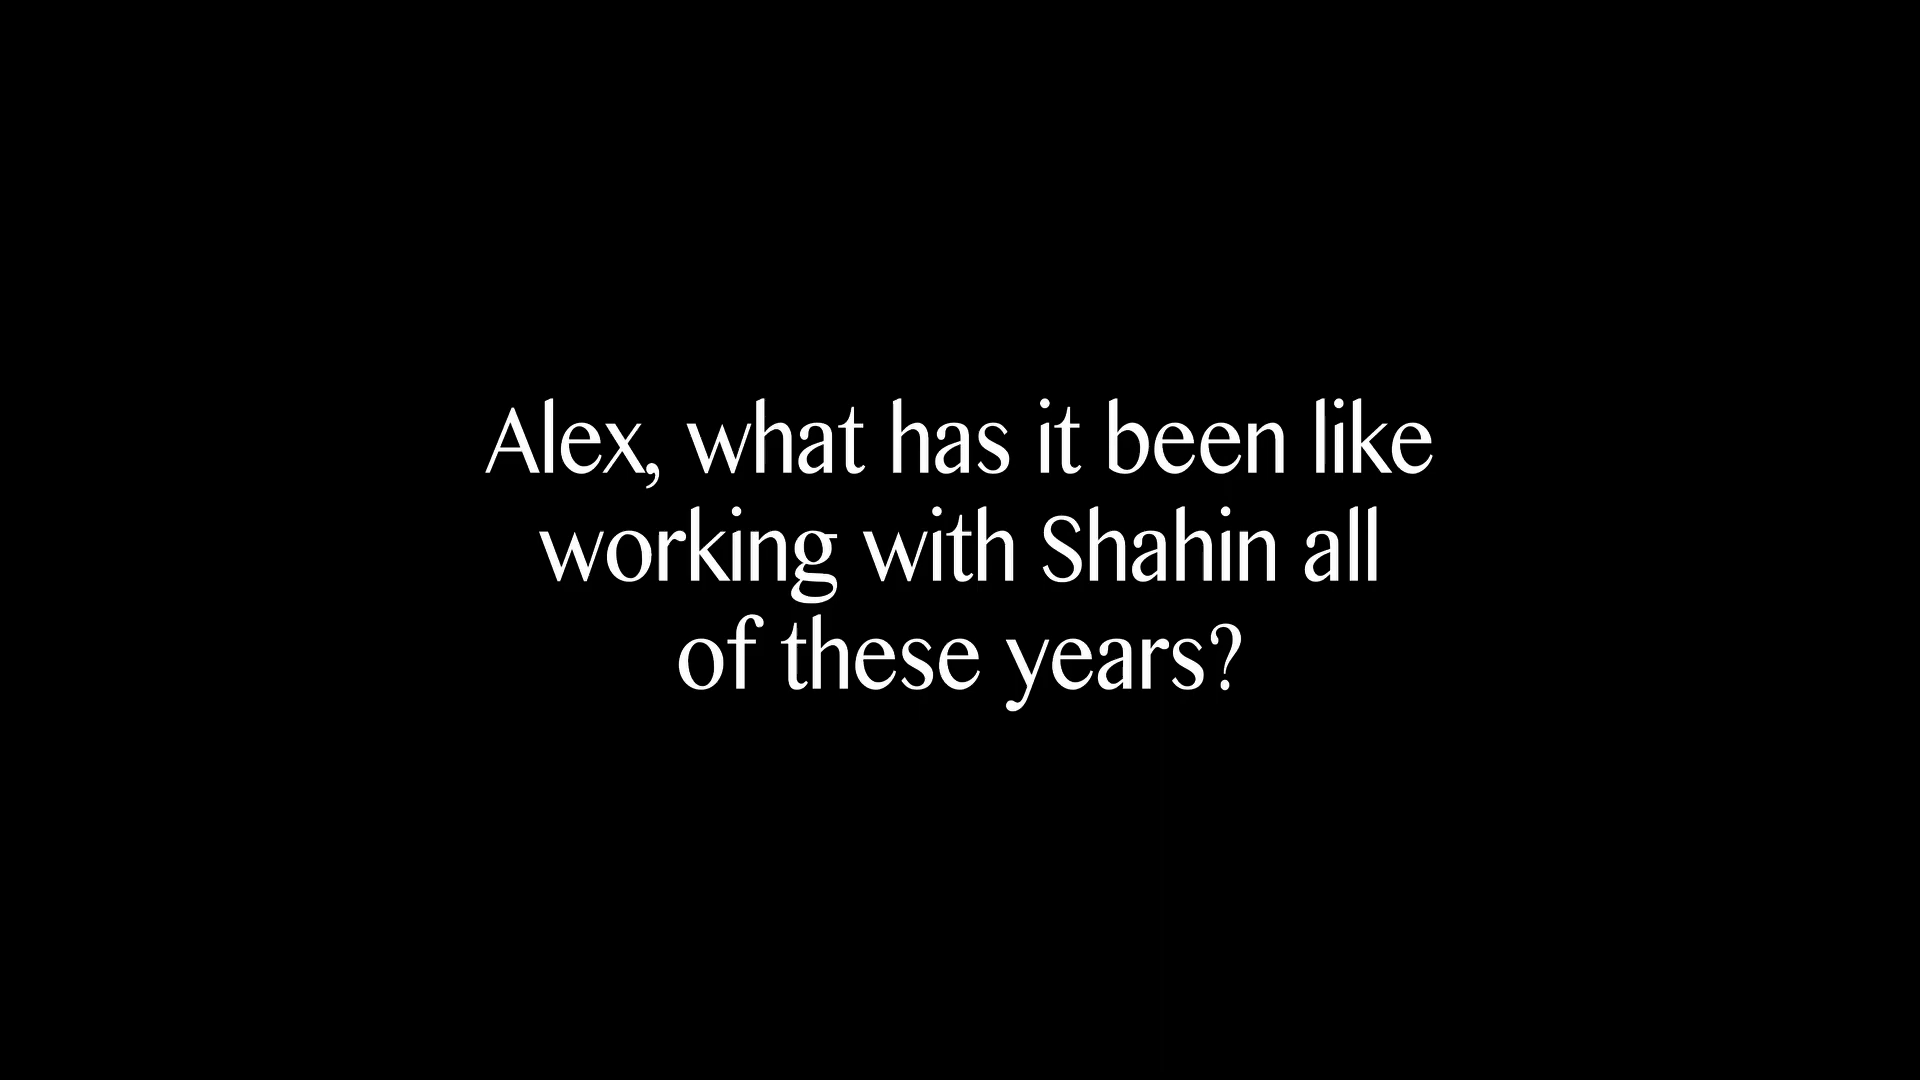 Alex, what has it been like
working with Shahin all
of these years?